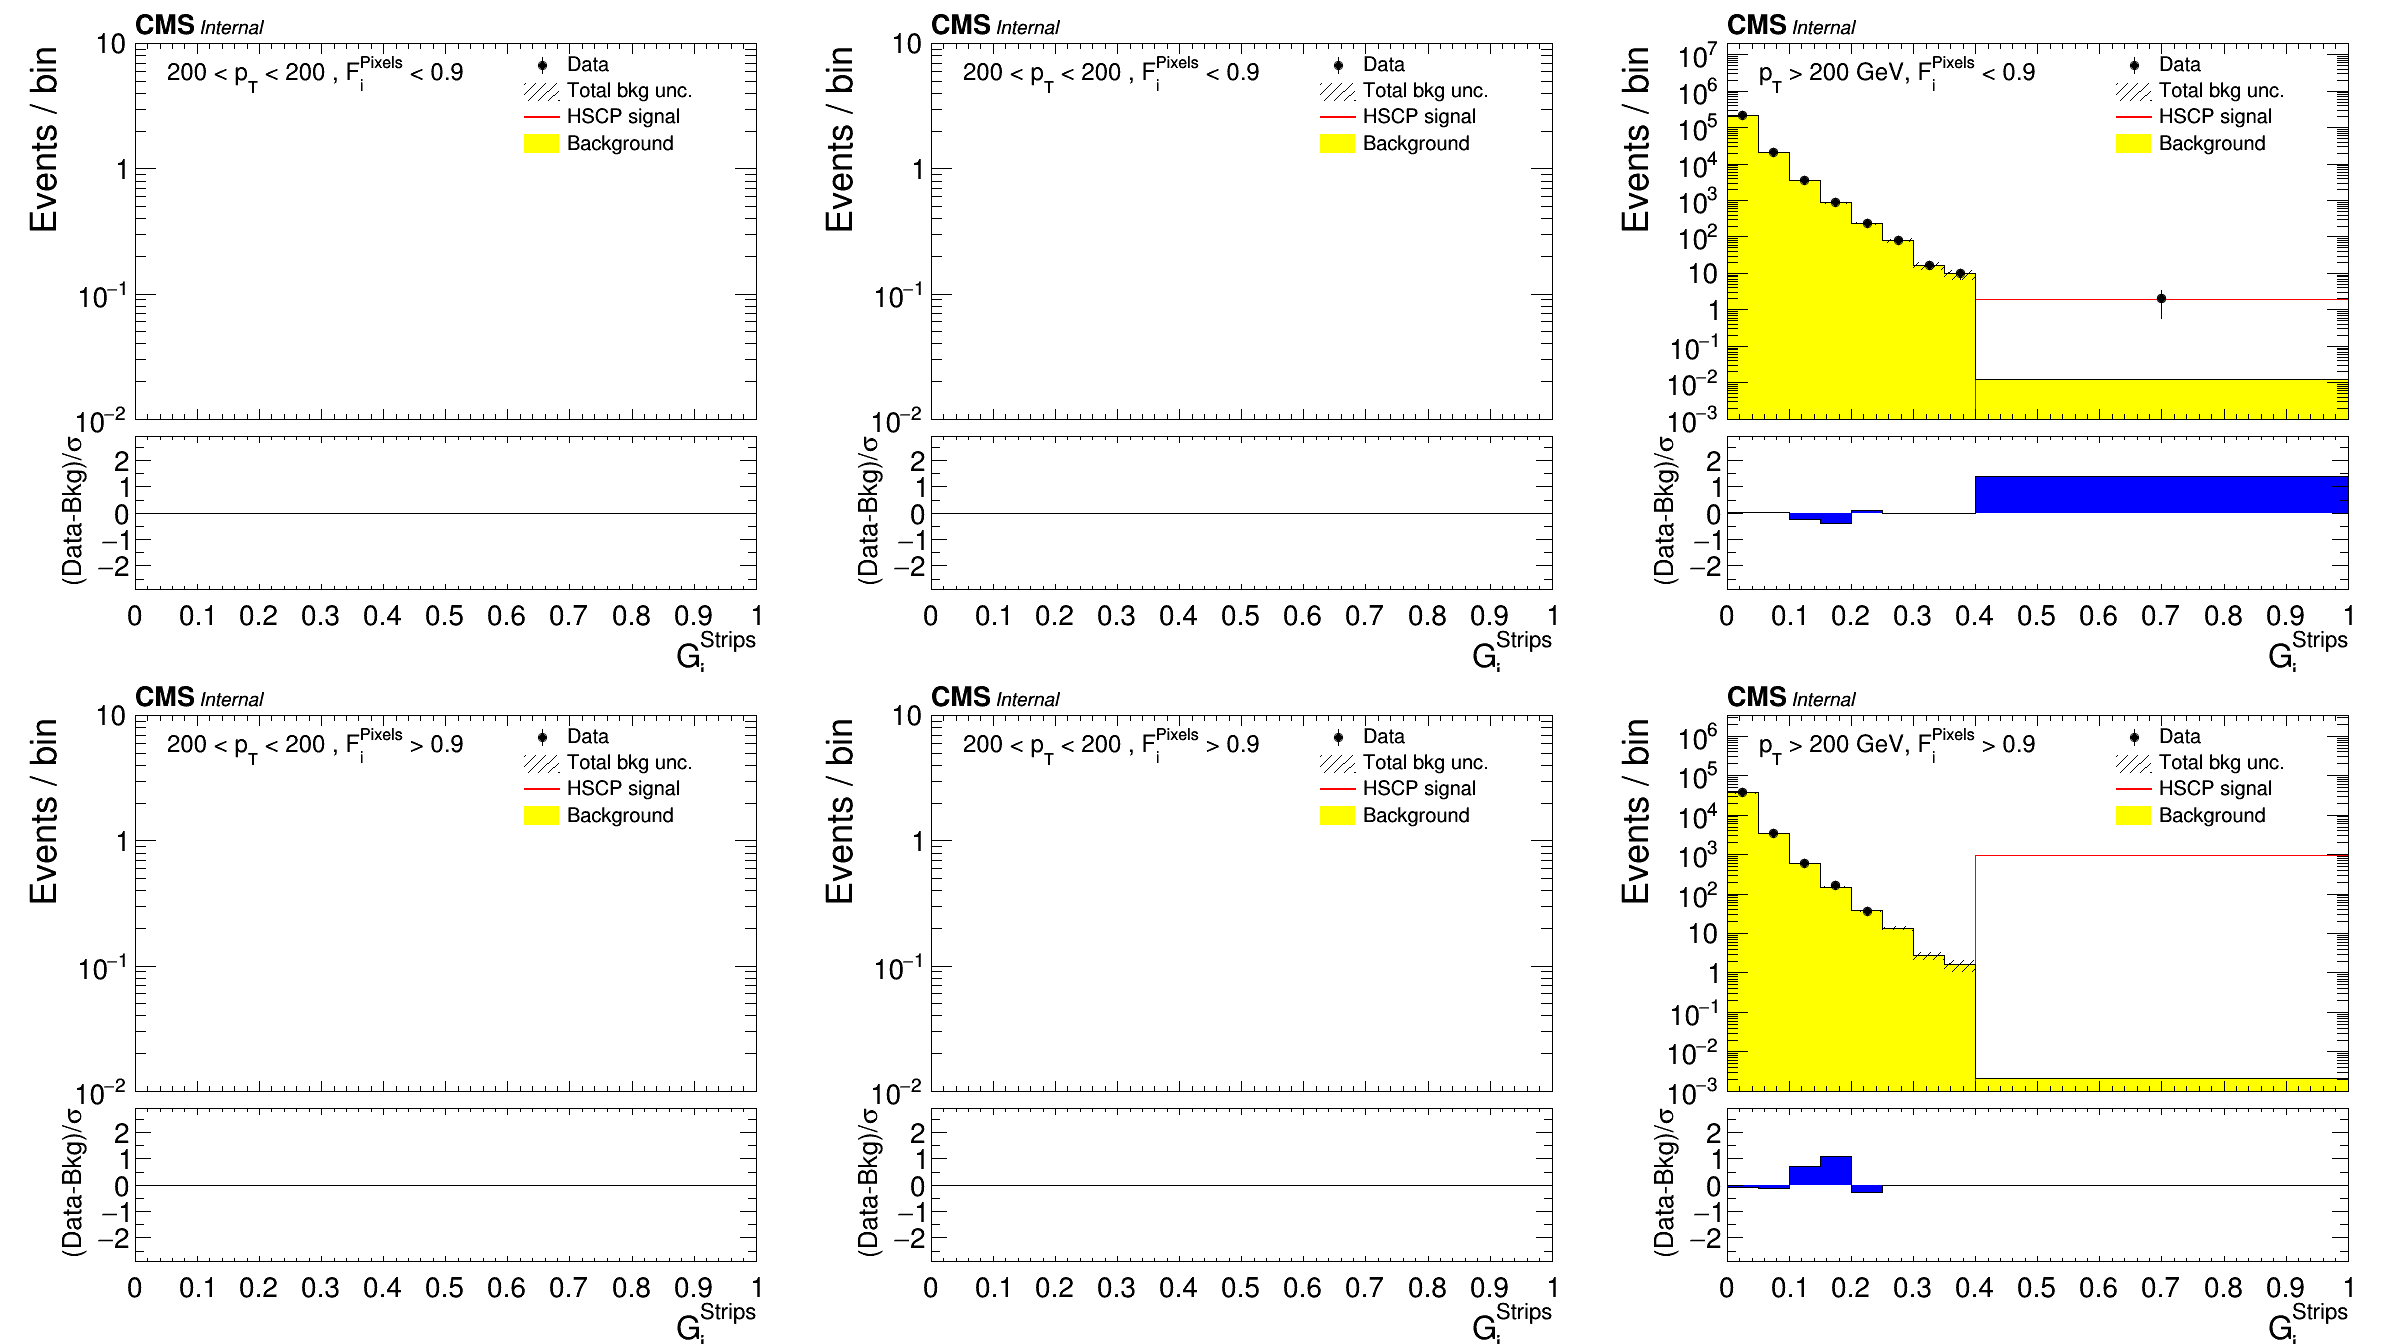 CMS Internal
Events / bin
200 < pT < 200 , FiPixels < 0.9
Data
Total bkg unc.
HSCP signal
Background
10
1
10−1
10−2
(Data-Bkg)/σ
2
1
0
−1
−2
0 0.1 0.2 0.3 0.4 0.5 0.6 0.7 0.8 0.9 1
GiStrips
CMS Internal
Events / bin
200 < pT < 200 , FiPixels < 0.9
Data
Total bkg unc.
HSCP signal
Background
10
1
10−1
10−2
(Data-Bkg)/σ
2
1
0
−1
−2
0 0.1 0.2 0.3 0.4 0.5 0.6 0.7 0.8 0.9 1
GiStrips
CMS Internal
Events / bin
pT > 200 GeV, FiPixels < 0.9
Data
Total bkg unc.
HSCP signal
Background
107
106
105
104
103
102
10
1
10−1
10−2
10−3
(Data-Bkg)/σ
2
1
0
−1
−2
0 0.1 0.2 0.3 0.4 0.5 0.6 0.7 0.8 0.9 1
GiStrips
CMS Internal
Events / bin
200 < pT < 200 , FiPixels > 0.9
Data
Total bkg unc.
HSCP signal
Background
10
1
10−1
10−2
(Data-Bkg)/σ
2
1
0
−1
−2
0 0.1 0.2 0.3 0.4 0.5 0.6 0.7 0.8 0.9 1
GiStrips
CMS Internal
Events / bin
200 < pT < 200 , FiPixels > 0.9
Data
Total bkg unc.
HSCP signal
Background
10
1
10−1
10−2
(Data-Bkg)/σ
2
1
0
−1
−2
0 0.1 0.2 0.3 0.4 0.5 0.6 0.7 0.8 0.9 1
GiStrips
CMS Internal
Events / bin
pT > 200 GeV, FiPixels > 0.9
Data
Total bkg unc.
HSCP signal
Background
106
105
104
103
102
10
1
10−1
10−2
10−3
(Data-Bkg)/σ
2
1
0
−1
−2
0 0.1 0.2 0.3 0.4 0.5 0.6 0.7 0.8 0.9 1
GiStrips